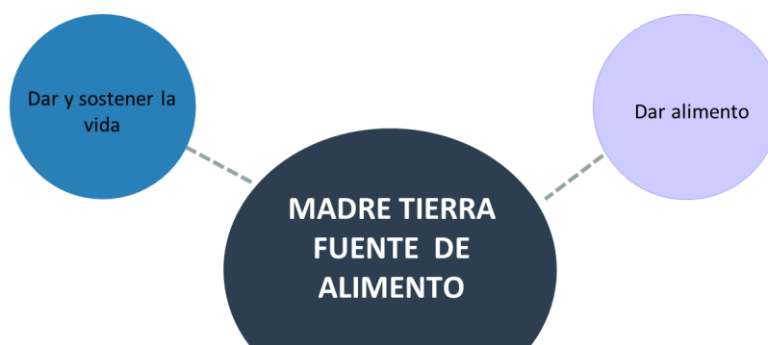 Dar y sostener la
vida
Dar alimento
MADRE TIERRA
FUENTE DE
ALIMENTO